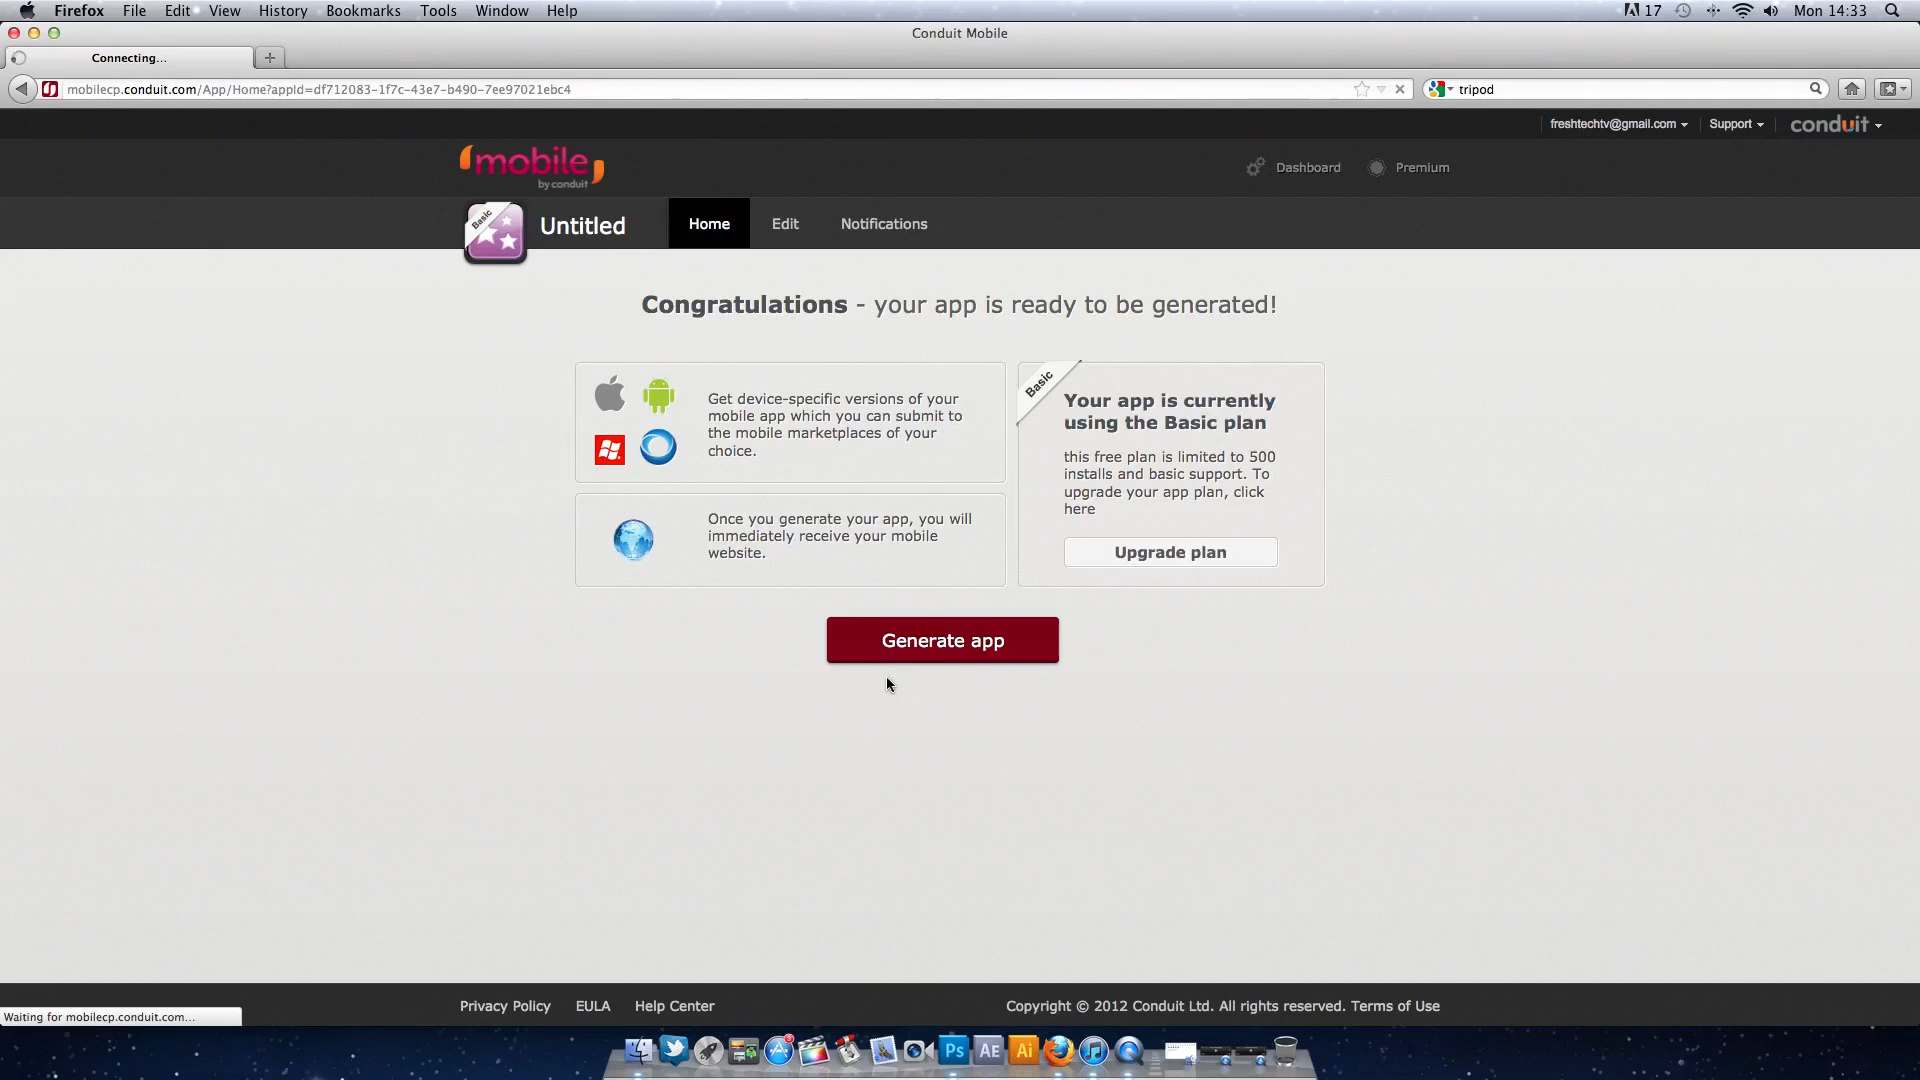 Firefox File Edit View History Bookmarks Tools Window Help
17 Mon 14:33
Conduit Mobile
Connecting...
mobilecp.conduit.com/App/Home?appId=df712083-1f7c-43e7-b490-7ee97021ebc4
tripod
freshtechtv@gmail.com Support conduit
mobile
by conduit
Dashboard Premium
Basic
Untitled Home Edit Notifications
Congratulations - your app is ready to be generated!
Get device-specific versions of your
mobile app which you can submit to
the mobile marketplaces of your
choice.
Once you generate your app, you will
immediately receive your mobile
website.
Basic
Your app is currently
using the Basic plan
this free plan is limited to 500
installs and basic support. To
upgrade your app plan, click
here
Upgrade plan
Generate app
Privacy Policy EULA Help Center Copyright © 2012 Conduit Ltd. All rights reserved. Terms of Use
Waiting for mobilecp.conduit.com...
Ps AE Ai